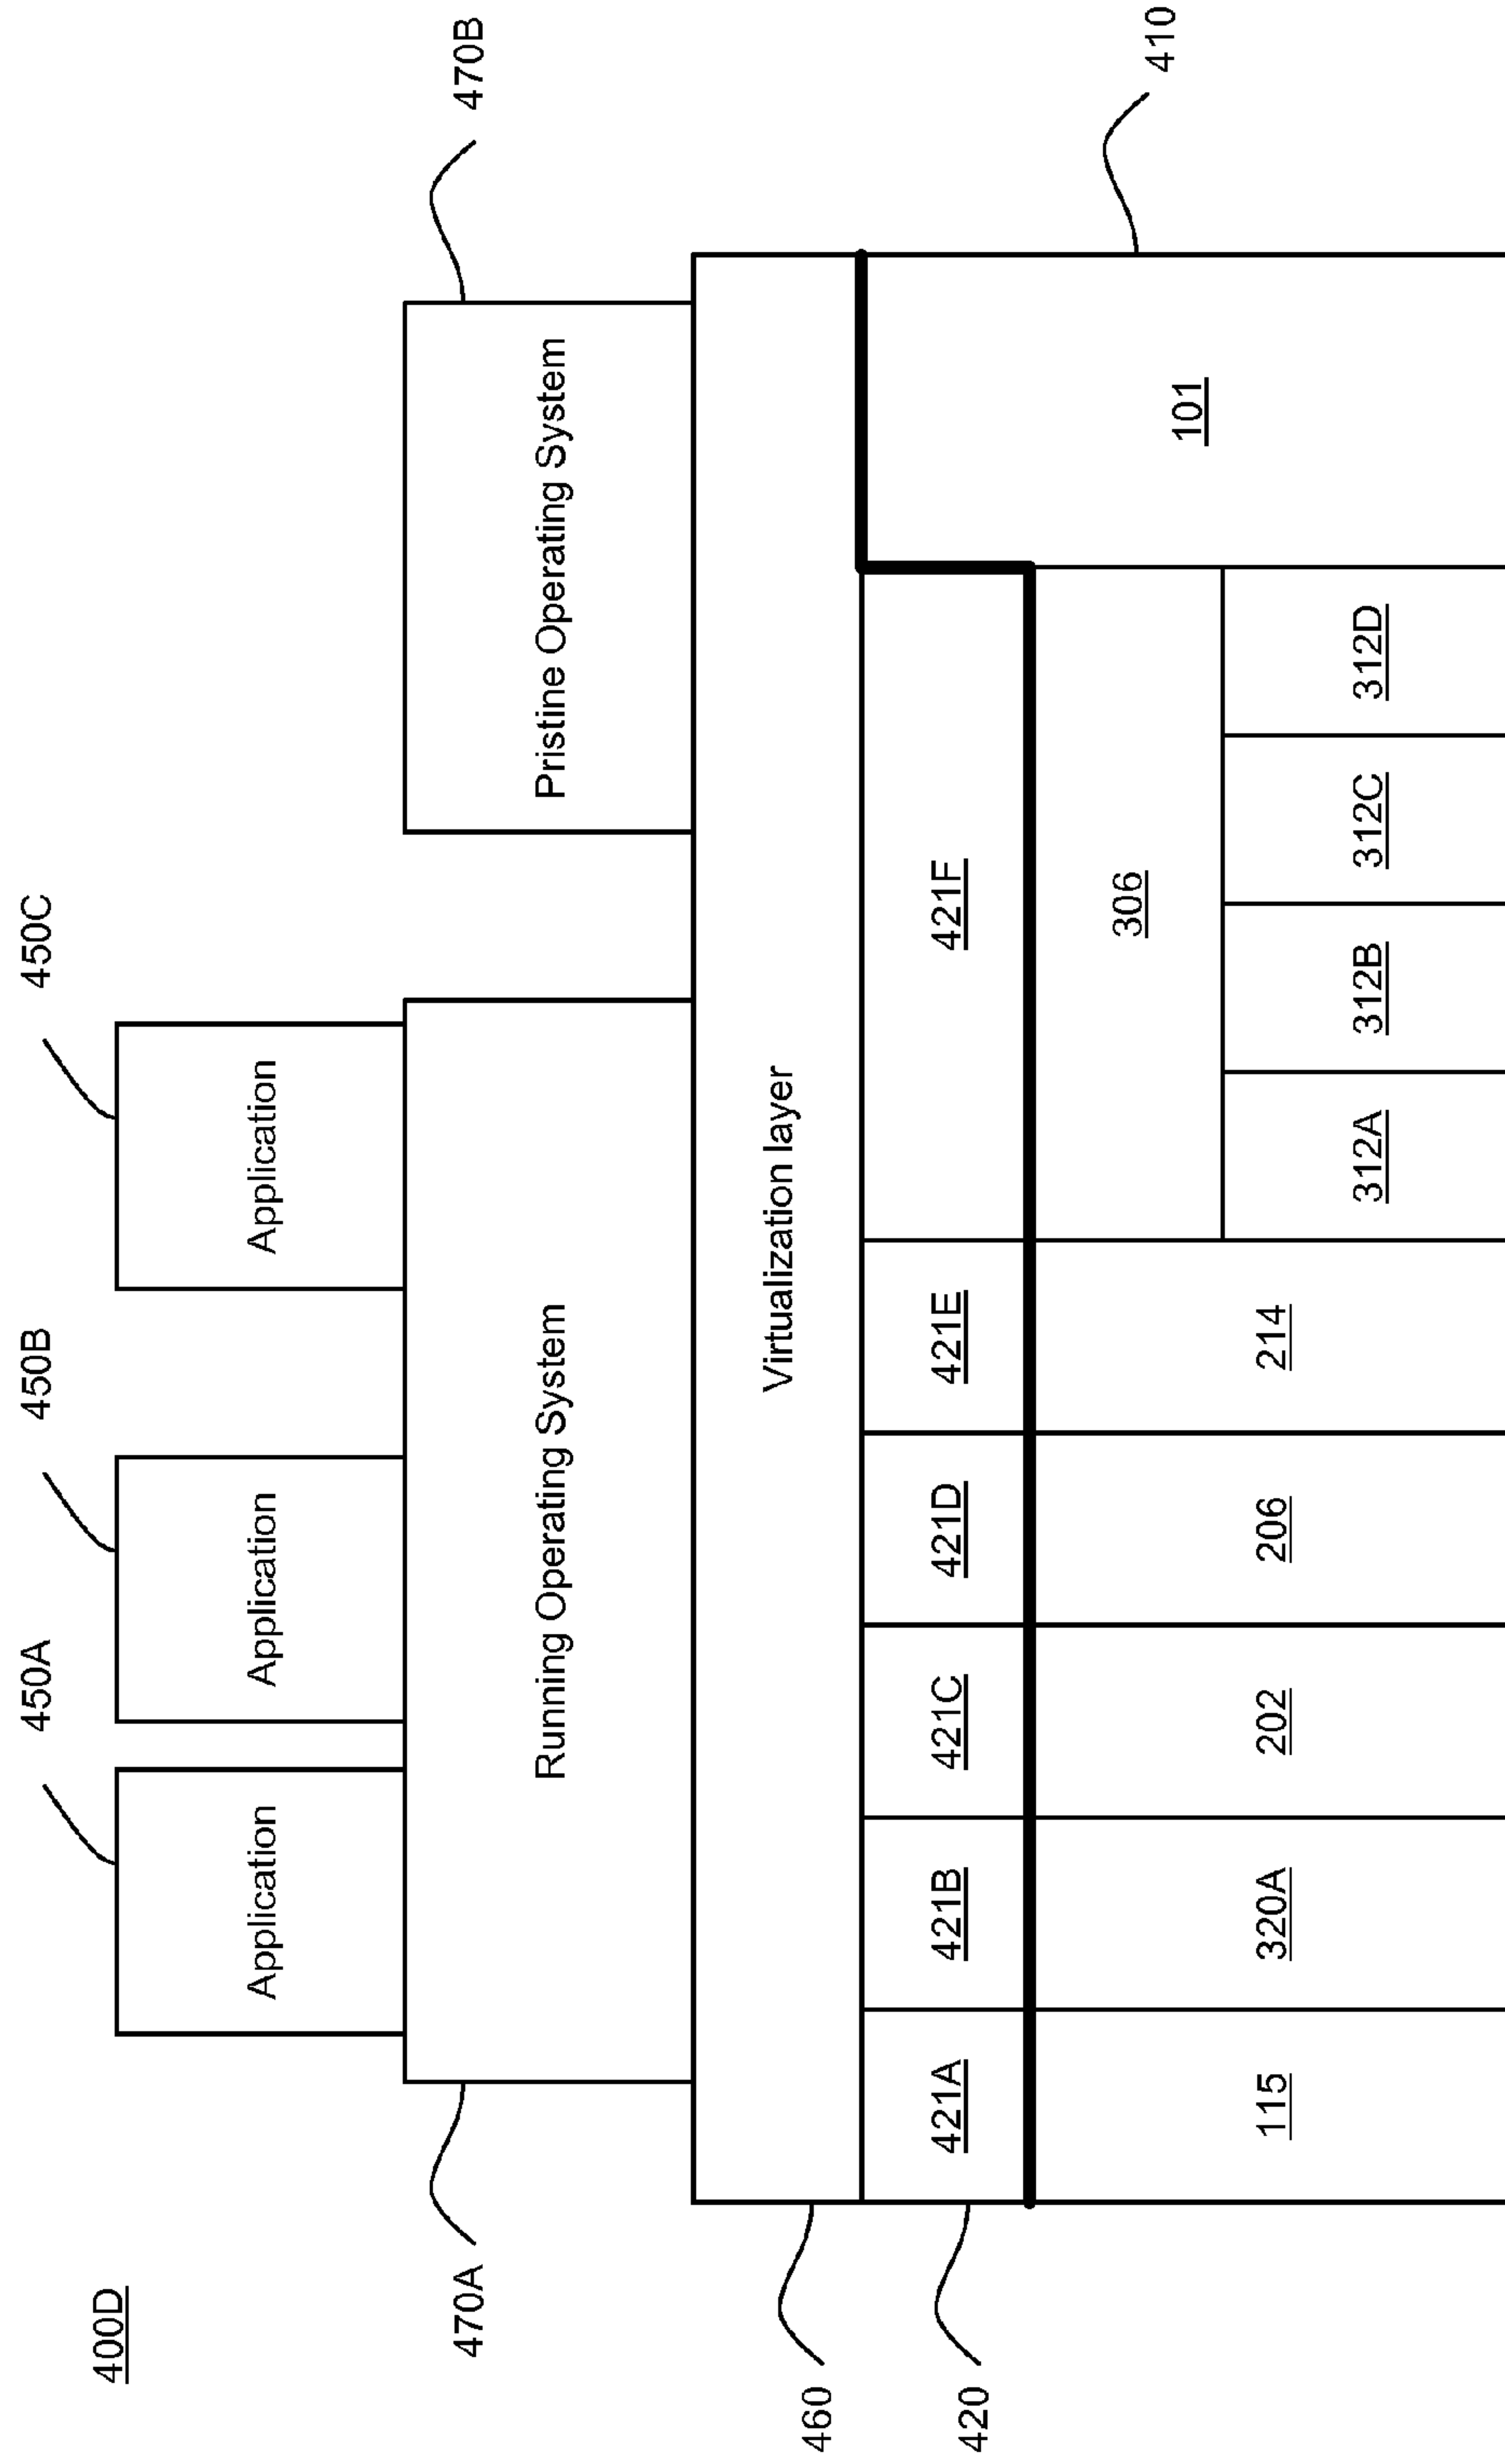 400D
450A
450B
450C
Application
Application
Application
470A
470B
Running Operating System
Pristine Operating System
Virtualization layer
460
420
421A
421B
421C
421D
421E
421F
410
115
320A
202
206
214
306
101
312A
312B
312C
312D